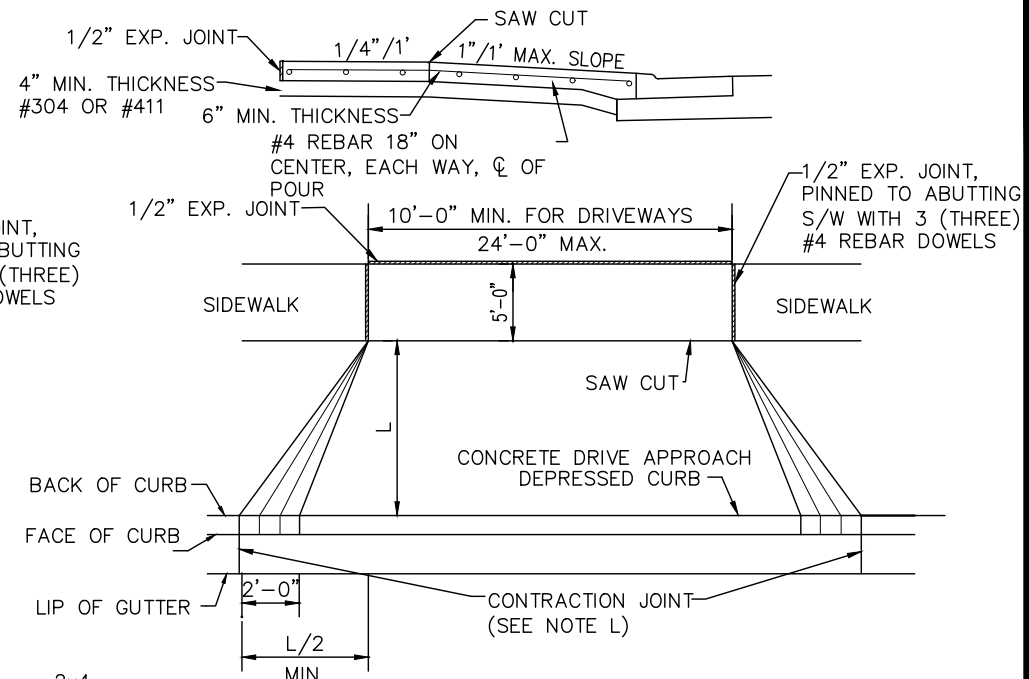 SAW CUT
1/2" EXP. JOINT
1/4"/1'
1"/1' MAX. SLOPE
4" MIN. THICKNESS
#304 OR #411
6" MIN. THICKNESS
#4 REBAR 18" ON
CENTER, EACH WAY, ℄ OF
POUR
1/2" EXP. JOINT,
PINNED TO ABUTTING
S/W WITH 3 (THREE)
#4 REBAR DOWELS
1/2" EXP. JOINT
10'-0" MIN. FOR DRIVEWAYS
24'-0" MAX.
INT,
BUTTING
(THREE)
OWELS
SIDEWALK
5'-0"
SIDEWALK
SAW CUT
L
CONCRETE DRIVE APPROACH
DEPRESSED CURB
BACK OF CURB
FACE OF CURB
2'-0"
LIP OF GUTTER
CONTRACTION JOINT
(SEE NOTE L)
L/2
MIN